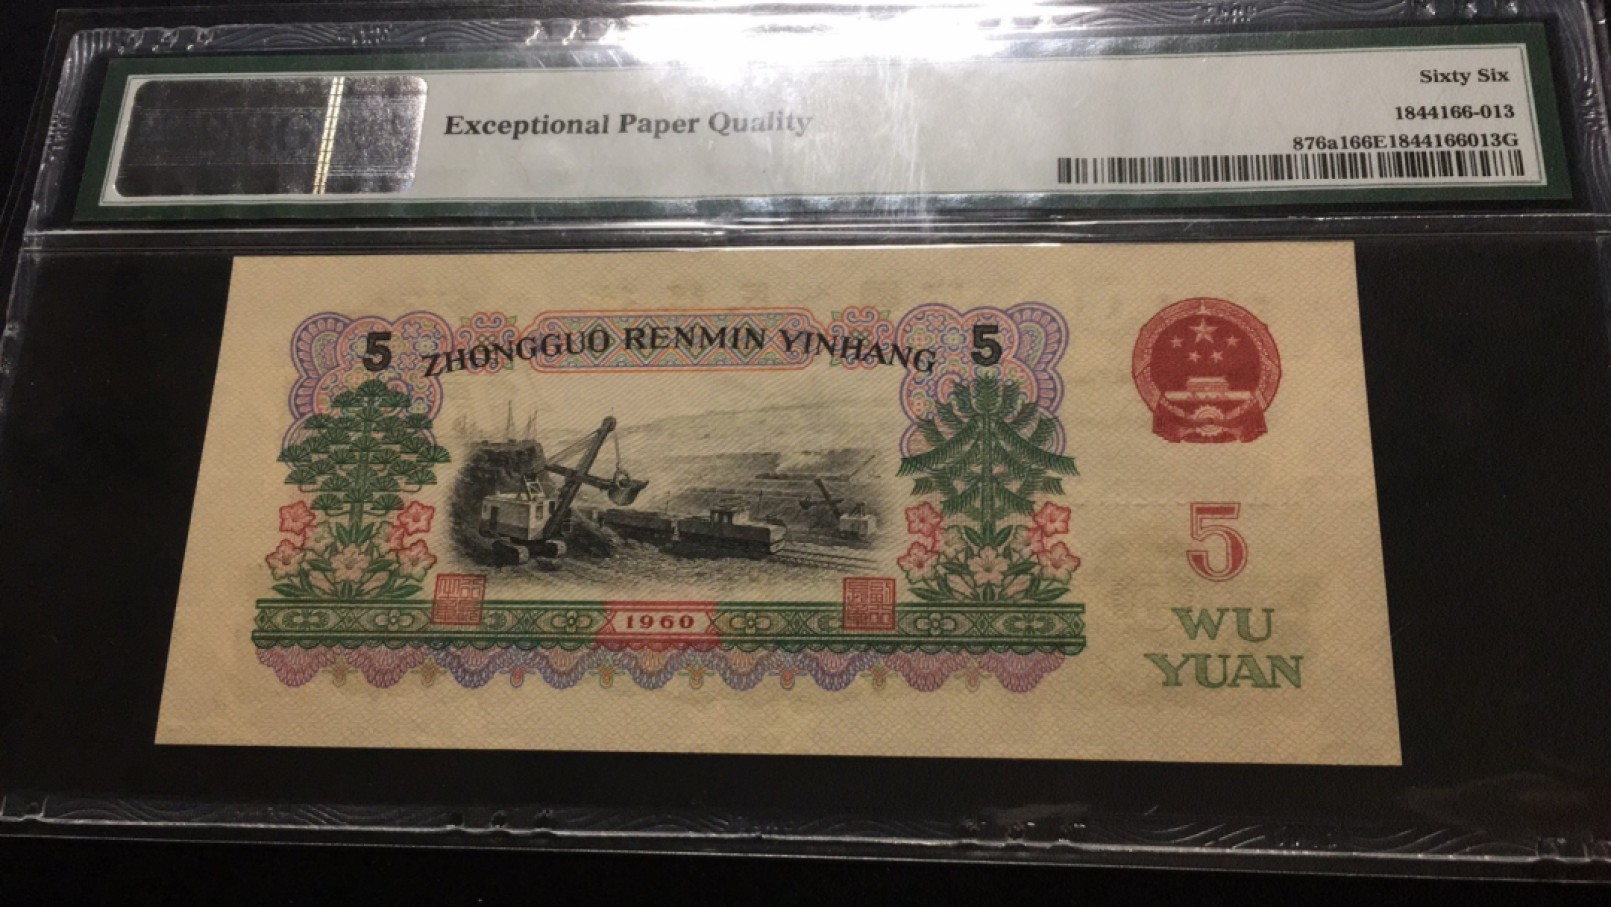 Exceptional Paper Quality
Sixty Six
1844166-013
876a166E1844166013G
5 ZHONGGUO RENMIN YINHANG 5
1960
5
WU
YUAN